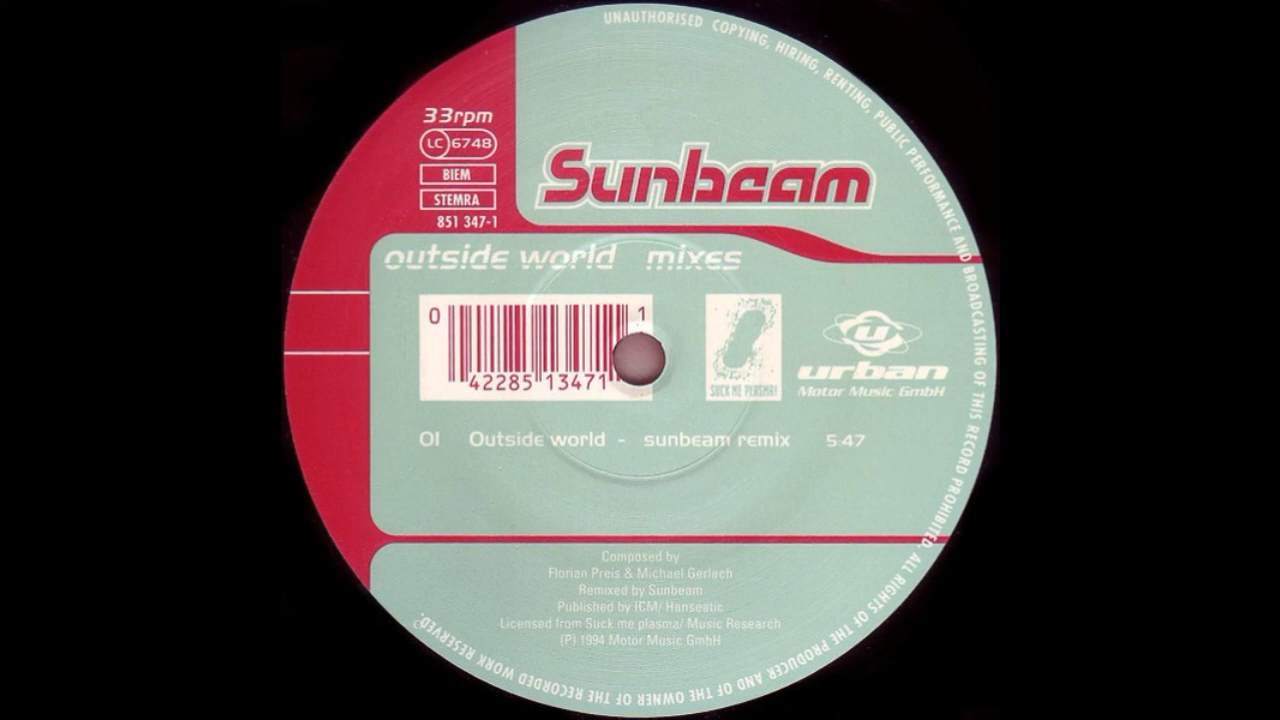 UNAUTHORISED COPYING, HIRING, RENTING, PUBLIC PERFORMANCE AND BROADCASTING OF THIS RECORD PROHIBITED. ALL RIGHTS OF THE PRODUCER AND OF THE OWNER OF THE RECORDED WORK RESERVED.
33rpm
LC 6748
BIEM
STEMRA
851 347-1
Sunbeam
outside world mixes
0 42285 13471 1
SUCK ME PLASMA!
u
urban
Motor Music GmbH
01 Outside world - sunbeam remix 5:47
Composed by
Florian Preis & Michael Gerlach
Remixed by Sunbeam
Published by ICM/ Hanseatic
Licensed from Suck me plasma/ Music Research
(P) 1994 Motor Music GmbH